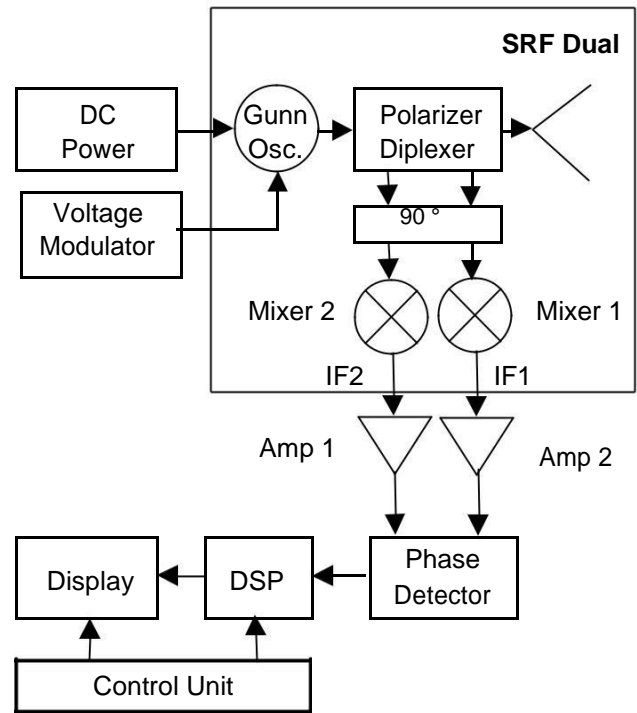 SRF Dual
DC
Power
Gunn
Osc.
Polarizer
Diplexer
Voltage
Modulator
90 °
Mixer 2
Mixer 1
IF2
IF1
Amp 1
Amp 2
Display
DSP
Phase
Detector
Control Unit